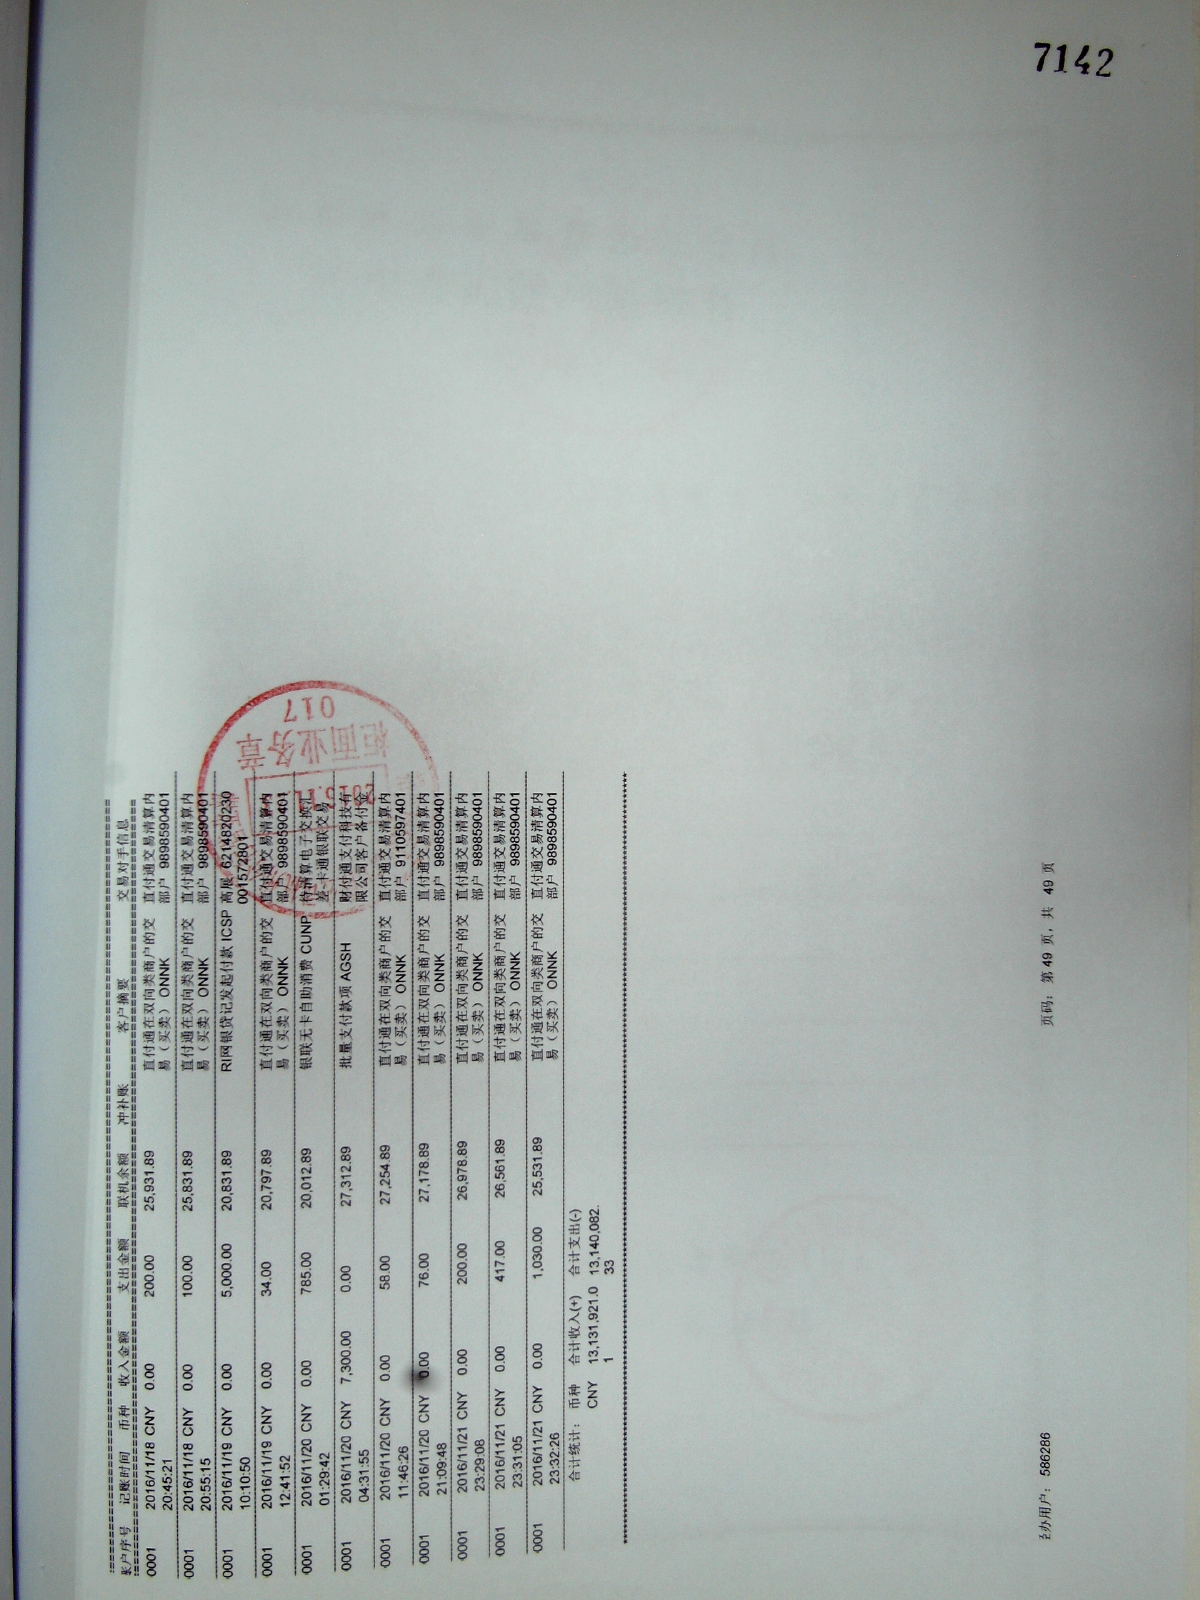 7142
账户序号 记账时间 币种 收入金额 支出金额 联机余额 冲补账 客户摘要 交易对手信息
0001 2016/11/18 CNY 0.00 200.00 25,931.89 直付通在双向类商户的交 直付通交易清算内
20:45:21 易（买卖）ONNK 部户 9898590401
0001 2016/11/18 CNY 0.00 100.00 25,831.89 直付通在双向类商户的交 直付通交易清算内
20:55:15 易（买卖）ONNK 部户 9898590401
0001 2016/11/19 CNY 0.00 5,000.00 20,831.89 RI网银贷记发起付款 ICSP 高展 6214820230
10:10:50 001572801
0001 2016/11/19 CNY 0.00 34.00 20,797.89 直付通在双向类商户的交 直付通交易清算内
12:41:52 易（买卖）ONNK 部户 9898590401
0001 2016/11/20 CNY 0.00 785.00 20,012.89 银联无卡自助消费 CUNP 待清算电子交换汇
01:29:42 差-卡通银联交易
0001 2016/11/20 CNY 7,300.00 0.00 27,312.89 批量支付款项 AGSH 财付通支付科技有
04:31:55 限公司客户备付金
0001 2016/11/20 CNY 0.00 58.00 27,254.89 直付通在双向类商户的交 直付通交易清算内
11:46:26 易（买卖）ONNK 部户 9110597401
0001 2016/11/20 CNY 0.00 76.00 27,178.89 直付通在双向类商户的交 直付通交易清算内
21:09:48 易（买卖）ONNK 部户 9898590401
0001 2016/11/21 CNY 0.00 200.00 26,978.89 直付通在双向类商户的交 直付通交易清算内
23:29:08 易（买卖）ONNK 部户 9898590401
0001 2016/11/21 CNY 0.00 417.00 26,561.89 直付通在双向类商户的交 直付通交易清算内
23:31:05 易（买卖）ONNK 部户 9898590401
0001 2016/11/21 CNY 0.00 1,030.00 25,531.89 直付通在双向类商户的交 直付通交易清算内
23:32:26 易（买卖）ONNK 部户 9898590401
合计统计： 币种 合计收入(+) 合计支出(-)
CNY 13,131,921.0 13,140,082.
1 33
柜面业务章
017
办用户： 586286 页码： 第 49 页，共 49 页